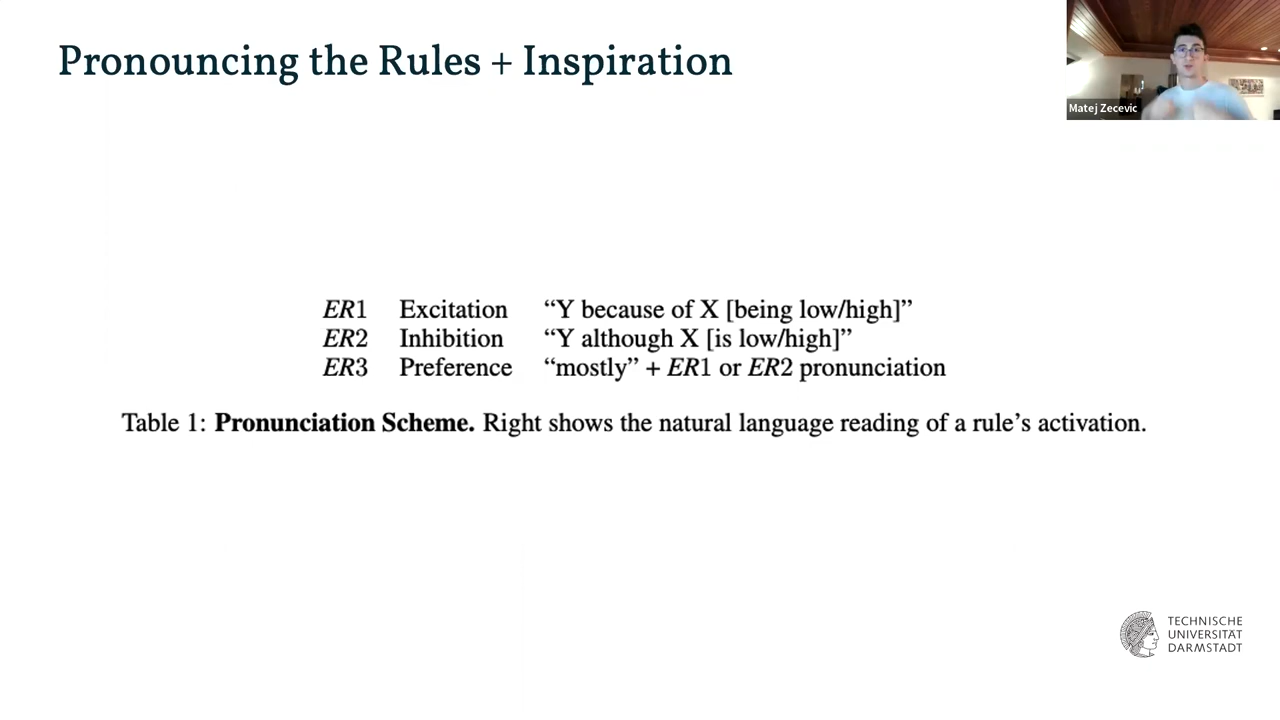 Pronouncing the Rules + Inspiration
Matej Zecevic
ER1 Excitation “Y because of X [being low/high]”
ER2 Inhibition “Y although X [is low/high]”
ER3 Preference “mostly” + ER1 or ER2 pronunciation
Table 1: Pronunciation Scheme. Right shows the natural language reading of a rule’s activation.
TECHNISCHE
UNIVERSITÄT
DARMSTADT